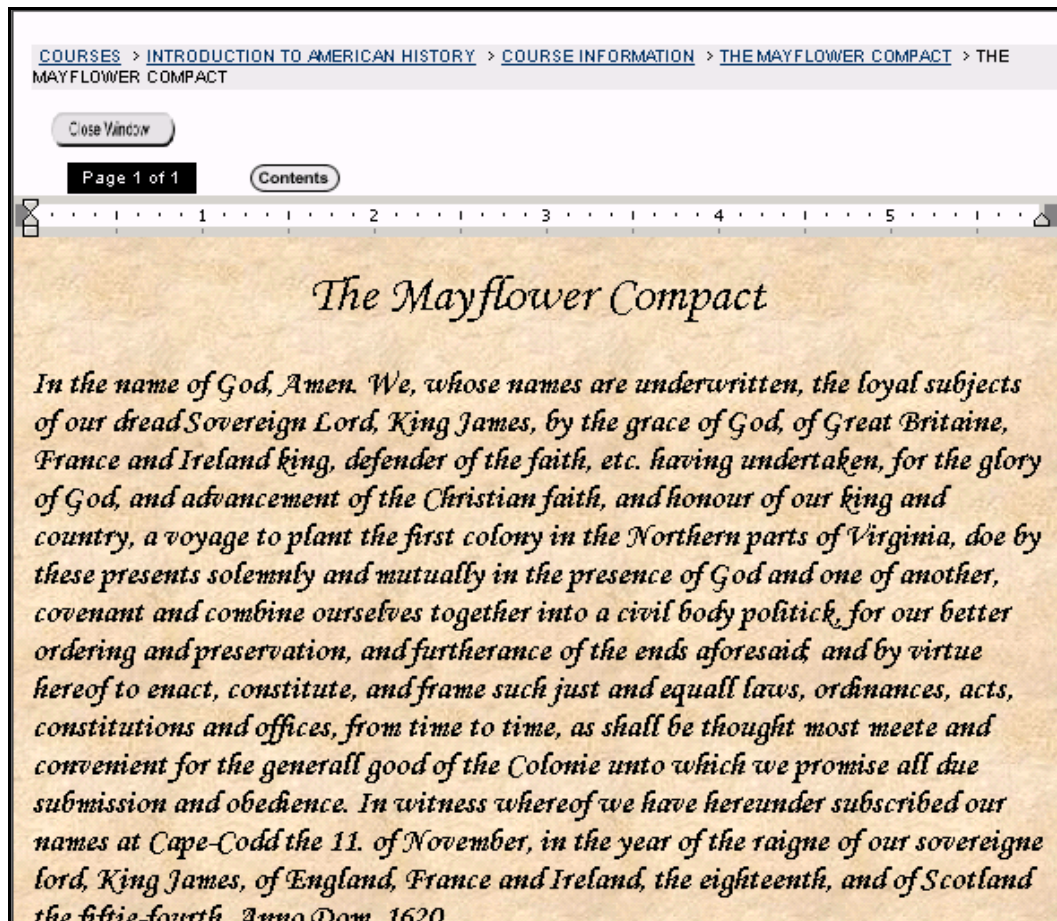 COURSES > INTRODUCTION TO AMERICAN HISTORY > COURSE INFORMATION > THE MAYFLOWER COMPACT > THE
MAYFLOWER COMPACT
Close Window
Page 1 of 1
Contents
1 2 3 4 5
The Mayflower Compact
In the name of God, Amen. We, whose names are underwritten, the loyal subjects
of our dread Sovereign Lord, King James, by the grace of God, of Great Britaine,
France and Ireland king, defender of the faith, etc. having undertaken, for the glory
of God, and advancement of the Christian faith, and honour of our king and
country, a voyage to plant the first colony in the Northern parts of Virginia, doe by
these presents solemnly and mutually in the presence of God and one of another,
covenant and combine ourselves together into a civil body politick, for our better
ordering and preservation, and furtherance of the ends aforesaid; and by virtue
hereof to enact, constitute, and frame such just and equall laws, ordinances, acts,
constitutions and offices, from time to time, as shall be thought most meete and
convenient for the generall good of the Colonie unto which we promise all due
submission and obedience. In witness whereof we have hereunder subscribed our
names at Cape-Codd the 11. of November, in the year of the raigne of our sovereigne
lord, King James, of England, France and Ireland, the eighteenth, and of Scotland
the fiftie-fourth. Anno Dom. 1620